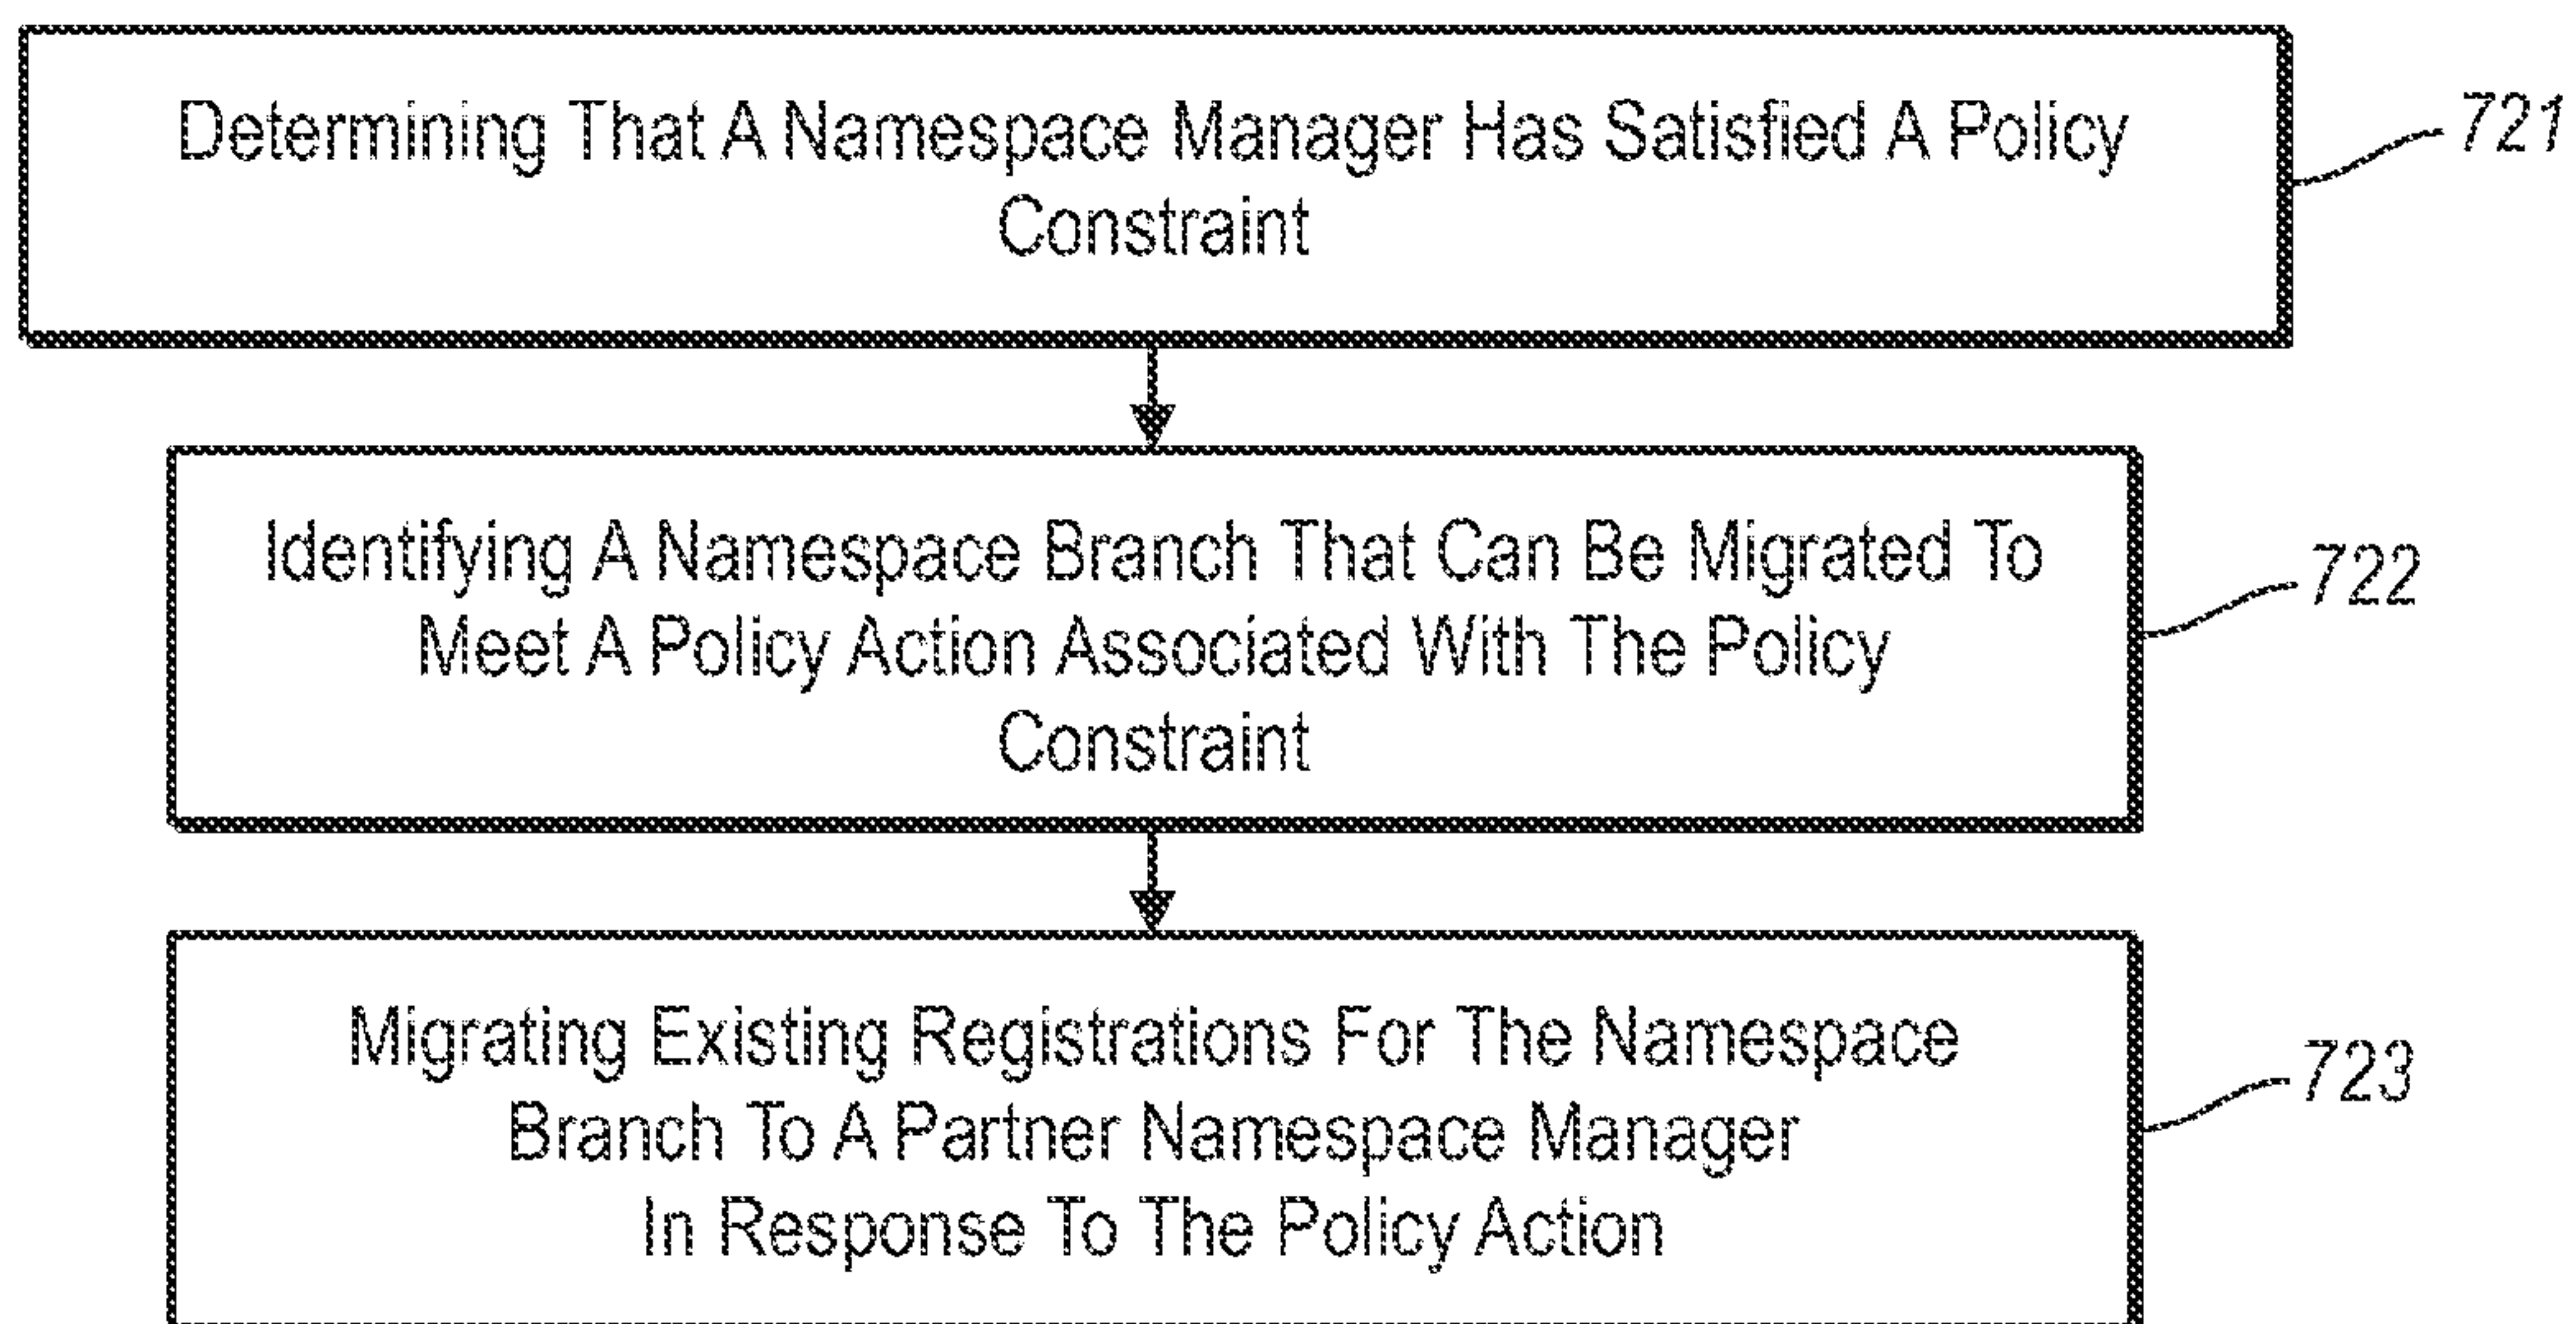 Determining That A Namespace Manager Has Satisfied A Policy
Constraint
721
Identifying A Namespace Branch That Can Be Migrated To
Meet A Policy Action Associated With The Policy
Constraint
722
Migrating Existing Registrations For The Namespace
Branch To A Partner Namespace Manager
In Response To The Policy Action
723